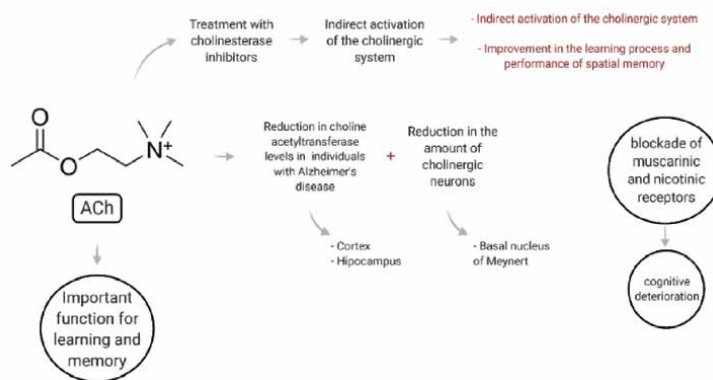 Treatment with
cholinesterase
inhibitors
Indirect activation
of the cholinergic
system
- Indirect activation of the cholinergic system
- Improvement in the learning process and
performance of spatial memory
O
O
N+
ACh
Important
function for
learning and
memory
Reduction in choline
acetyltransferase
levels in individuals
with Alzheimer's
disease
+
Reduction in the
amount of
cholinergic
neurons
- Cortex
- Hipocampus
- Basal nucleus
of Meynert
blockade of
muscarinic
and nicotinic
receptors
cognitive
deterioration